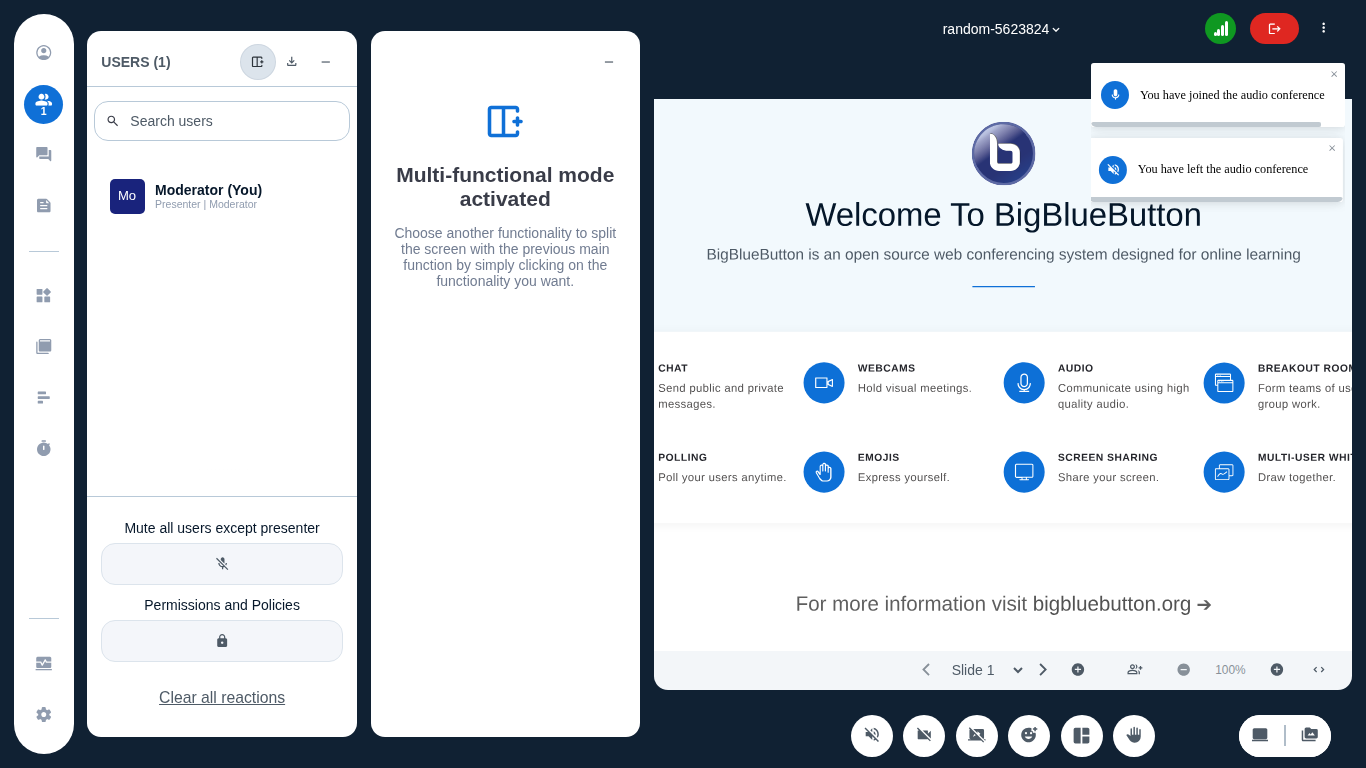 random-5623824
USERS (1)
1
Search users
Mo
Moderator (You)
Presenter | Moderator
Mute all users except presenter
Permissions and Policies
Clear all reactions
Multi-functional mode
activated
Choose another functionality to split
the screen with the previous main
function by simply clicking on the
functionality you want.
You have joined the audio conference
You have left the audio conference
Welcome To BigBlueButton
BigBlueButton is an open source web conferencing system designed for online learning
CHAT
Send public and private
messages.
WEBCAMS
Hold visual meetings.
AUDIO
Communicate using high
quality audio.
BREAKOUT ROOM
Form teams of us
group work.
POLLING
Poll your users anytime.
EMOJIS
Express yourself.
SCREEN SHARING
Share your screen.
MULTI-USER WHI
Draw together.
For more information visit bigbluebutton.org ➔
Slide 1
100%